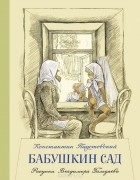 Константин Паустовский
БАБУШКИН САД
Рисунки Владимира Гальдяева